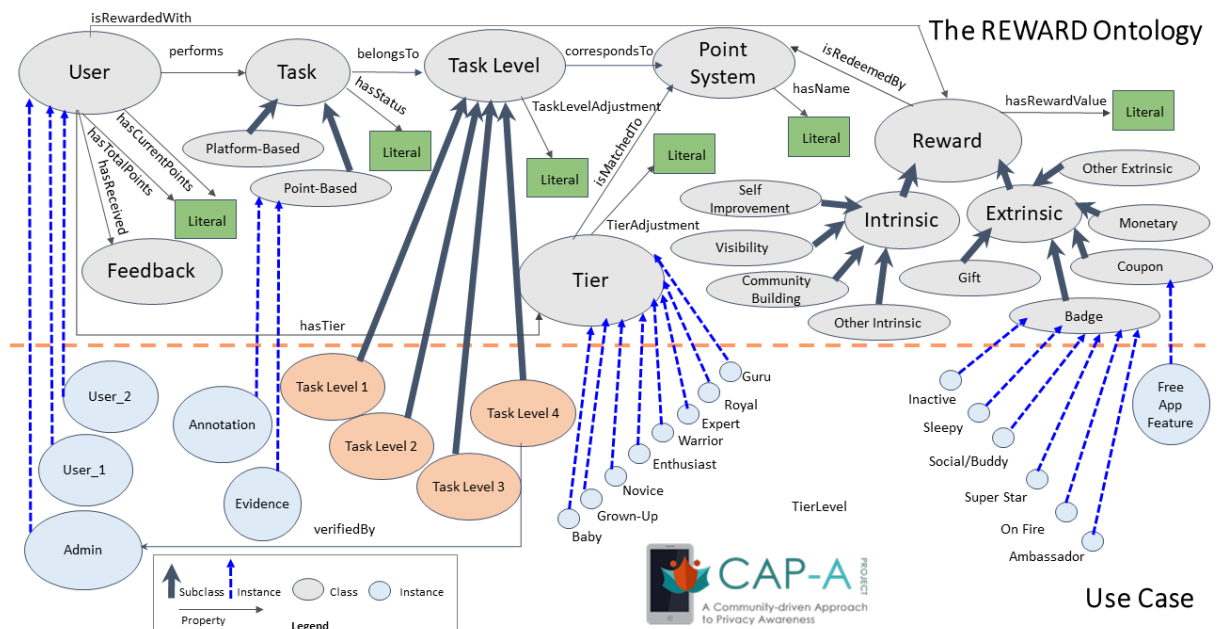 isRewardedWith
The REWARD Ontology
User
performs
Task
belongsTo
Task Level
correspondsTo
Point
System
isRedeemedBy
hasStatus
TaskLevelAdjustment
hasName
hasRewardValue
Literal
Reward
hasCurrentPoints
hasTotalPoints
hasReceived
Platform-Based
Literal
Literal
Literal
Point-Based
Literal
isMatchedTo
Literal
Other Extrinsic
Self
Improvement
Intrinsic
Extrinsic
Monetary
TierAdjustment
Visibility
Feedback
Tier
Community
Building
Gift
Coupon
hasTier
Other Intrinsic
Badge
User_2
Annotation
Task Level 1
Task Level 4
Task Level 2
Guru
Royal
Expert
Warrior
Enthusiast
Novice
Grown-Up
Baby
Inactive
Sleepy
Social/Buddy
Super Star
On Fire
Ambassador
Free
App
Feature
User_1
Evidence
Task Level 3
TierLevel
verifiedBy
Admin
Subclass
Instance
Class
Instance
Property
Legend
CAP-A
PROJECT
A Community-driven Approach
to Privacy Awareness
Use Case